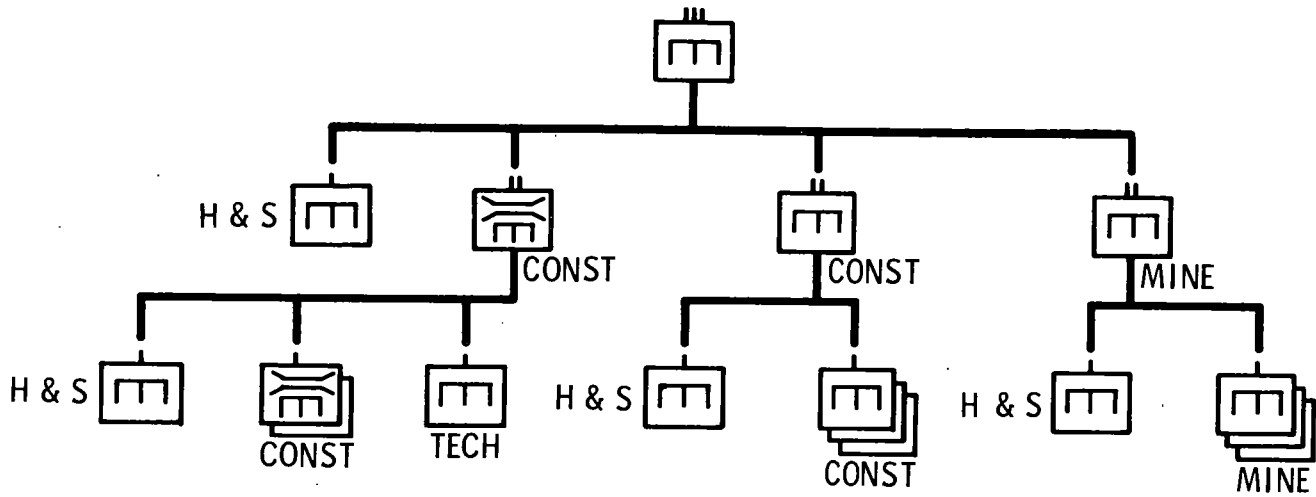 H & S
CONST
CONST
MINE
H & S
CONST
TECH
H & S
CONST
H & S
MINE